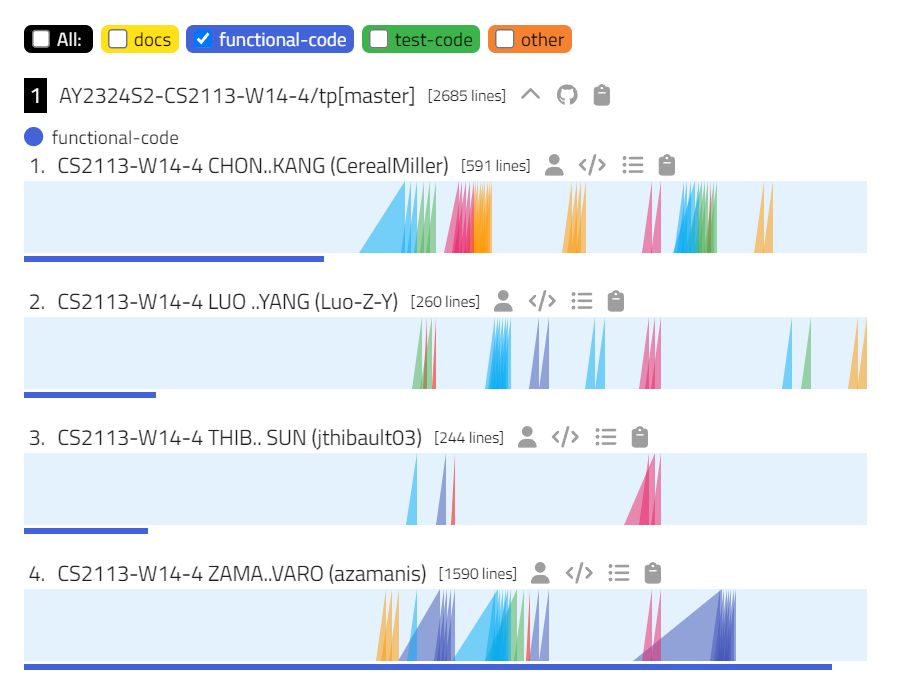 All: docs functional-code test-code other
1 AY2324S2-CS2113-W14-4/tp[master] [2685 lines]
functional-code
1. CS2113-W14-4 CHON..KANG (CerealMiller) [591 lines]
2. CS2113-W14-4 LUO ..YANG (Luo-Z-Y) [260 lines]
3. CS2113-W14-4 THIB.. SUN (jthibault03) [244 lines]
4. CS2113-W14-4 ZAMA..VARO (azamanis) [1590 lines]